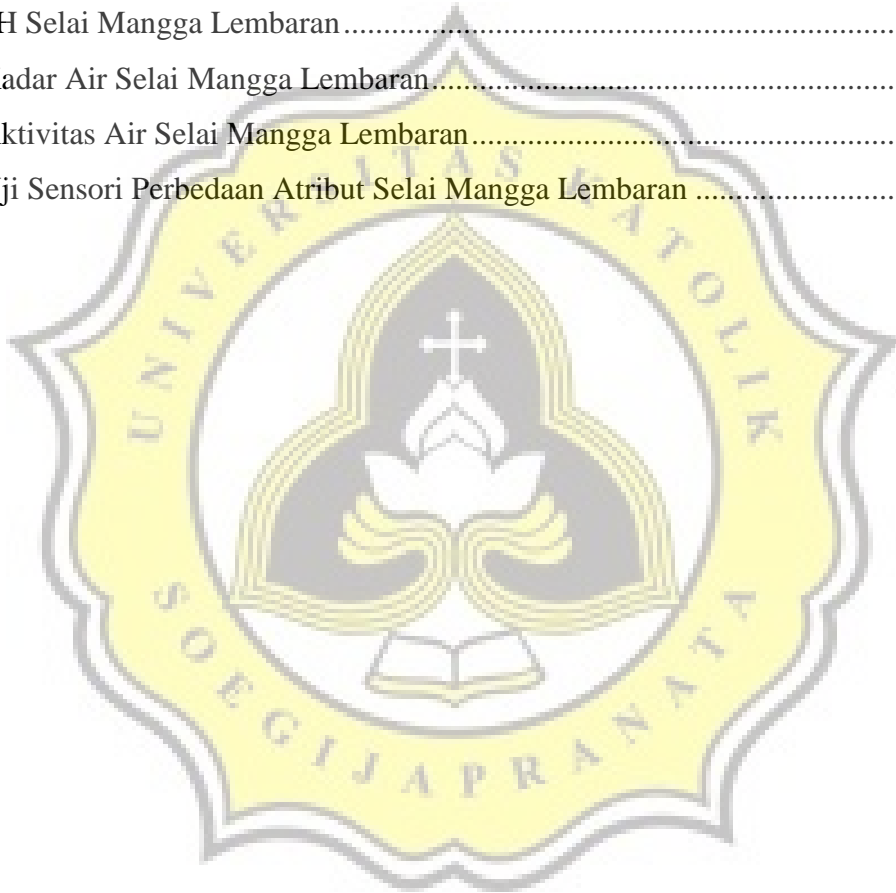 H Selai Mangga Lembaran................................................................
adar Air Selai Mangga Lembaran.....................................................
ktivitas Air Selai Mangga Lembaran................................................
ji Sensori Perbedaan Atribut Selai Mangga Lembaran .........................
UNIVERSITAS KATOLIK
SOEGIJAPRANATA